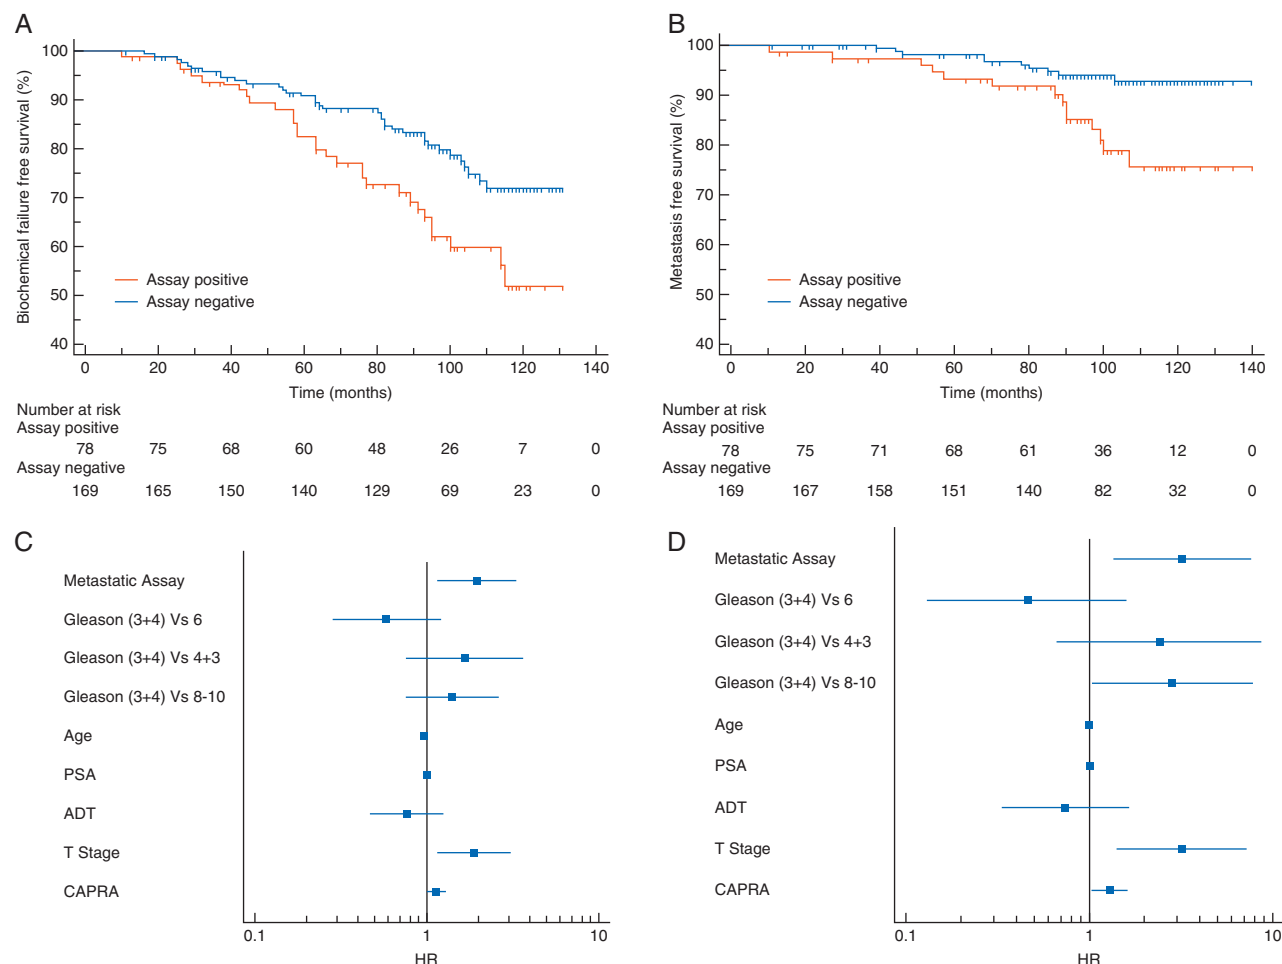 A
Biochemical failure free survival (%)
100
90
80
70
60
50
40
Assay positive
Assay negative
0 20 40 60 80 100 120 140
Time (months)
Number at risk
Assay positive
78 75 68 60 48 26 7 0
Assay negative
169 165 150 140 129 69 23 0
B
Metastasis free survival (%)
100
90
80
70
60
50
40
Assay positive
Assay negative
0 20 40 60 80 100 120 140
Time (months)
Number at risk
Assay positive
78 75 71 68 61 36 12 0
Assay negative
169 167 158 151 140 82 32 0
C
Metastatic Assay
Gleason (3+4) Vs 6
Gleason (3+4) Vs 4+3
Gleason (3+4) Vs 8-10
Age
PSA
ADT
T Stage
CAPRA
0.1 1 10
HR
D
Metastatic Assay
Gleason (3+4) Vs 6
Gleason (3+4) Vs 4+3
Gleason (3+4) Vs 8-10
Age
PSA
ADT
T Stage
CAPRA
0.1 1 10
HR